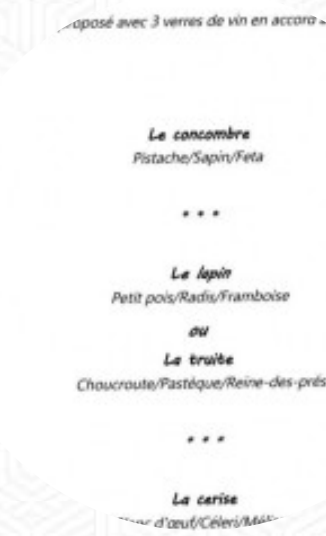 oposé avec 3 verres de vin en accord
Le concombre
Pistache/Sapin/Feta
***
Le lapin
Petit pois/Radis/Framboise
ou
La truite
Choucroute/Pastèque/Reine-des-prés
***
La cerise
d'œuf/Céleri/